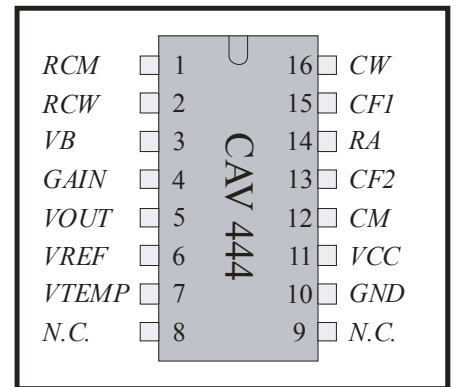 RCM 1 16 CW
RCW 2 15 CF1
VB 3 14 RA
GAIN 4 13 CF2
VOUT 5 12 CM
VREF 6 11 VCC
VTEMP 7 10 GND
N.C. 8 9 N.C.
CAV 444